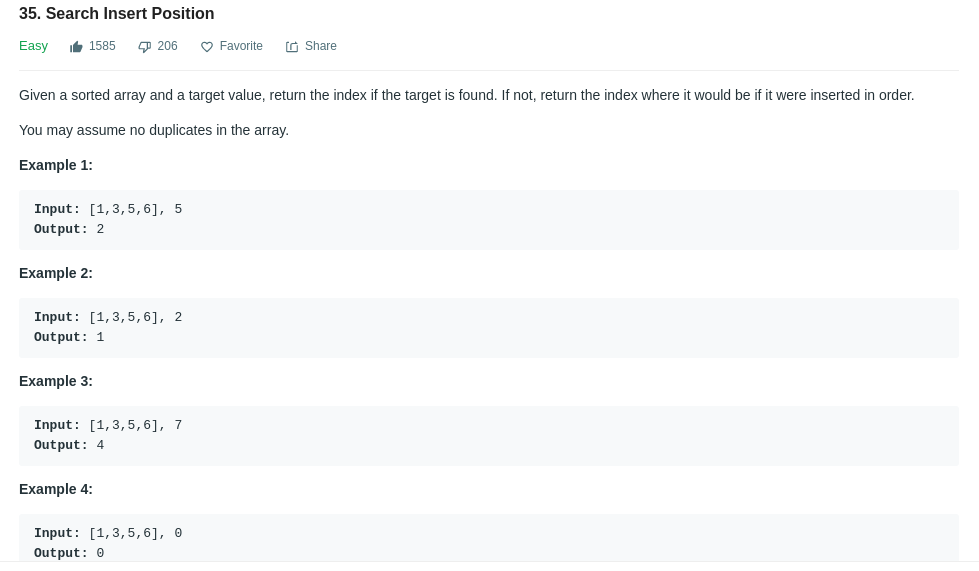 35. Search Insert Position
Easy 1585 206 Favorite Share
Given a sorted array and a target value, return the index if the target is found. If not, return the index where it would be if it were inserted in order.
You may assume no duplicates in the array.
Example 1:
Input: [1,3,5,6], 5
Output: 2
Example 2:
Input: [1,3,5,6], 2
Output: 1
Example 3:
Input: [1,3,5,6], 7
Output: 4
Example 4:
Input: [1,3,5,6], 0
Output: 0